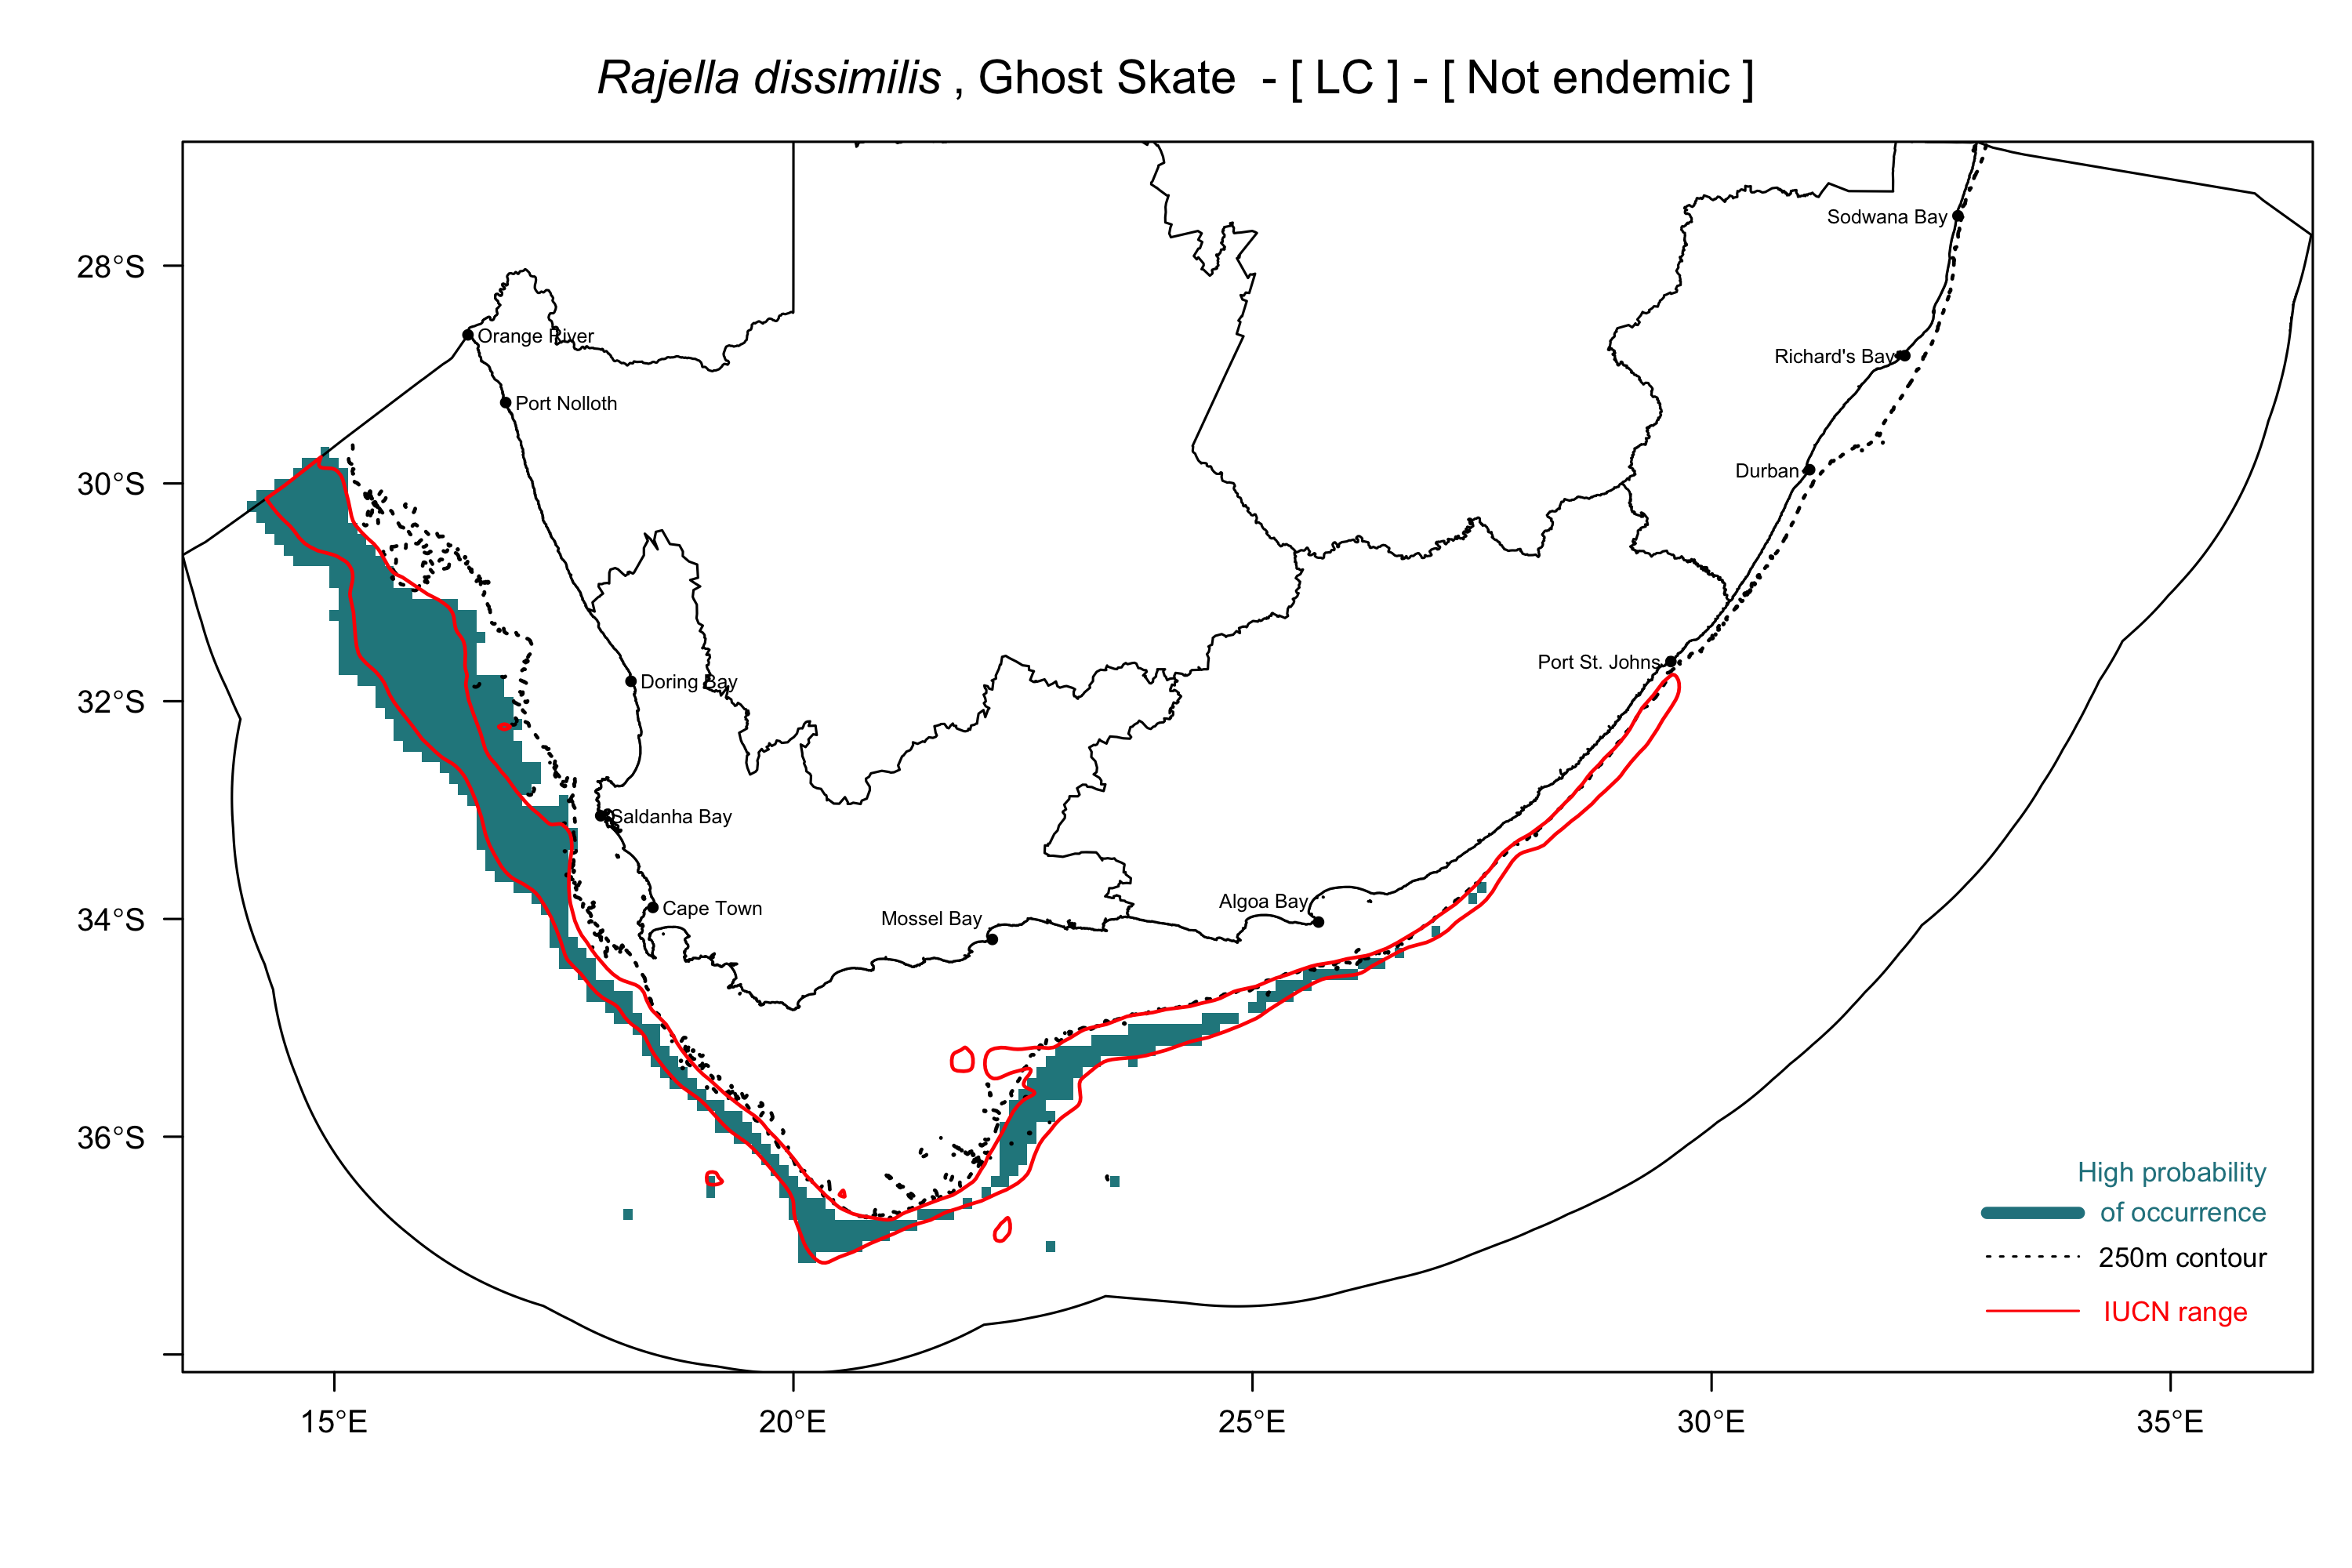 Rajella dissimilis , Ghost Skate - [ LC ] - [ Not endemic ]
Sodwana Bay
28°S
Orange River
Richard's Bay
Port Nolloth
Durban
30°S
Port St. Johns
Doring Bay
32°S
Saldanha Bay
Algoa Bay
Cape Town
Mossel Bay
34°S
36°S
High probability
of occurrence
250m contour
IUCN range
15°E
20°E
25°E
30°E
35°E